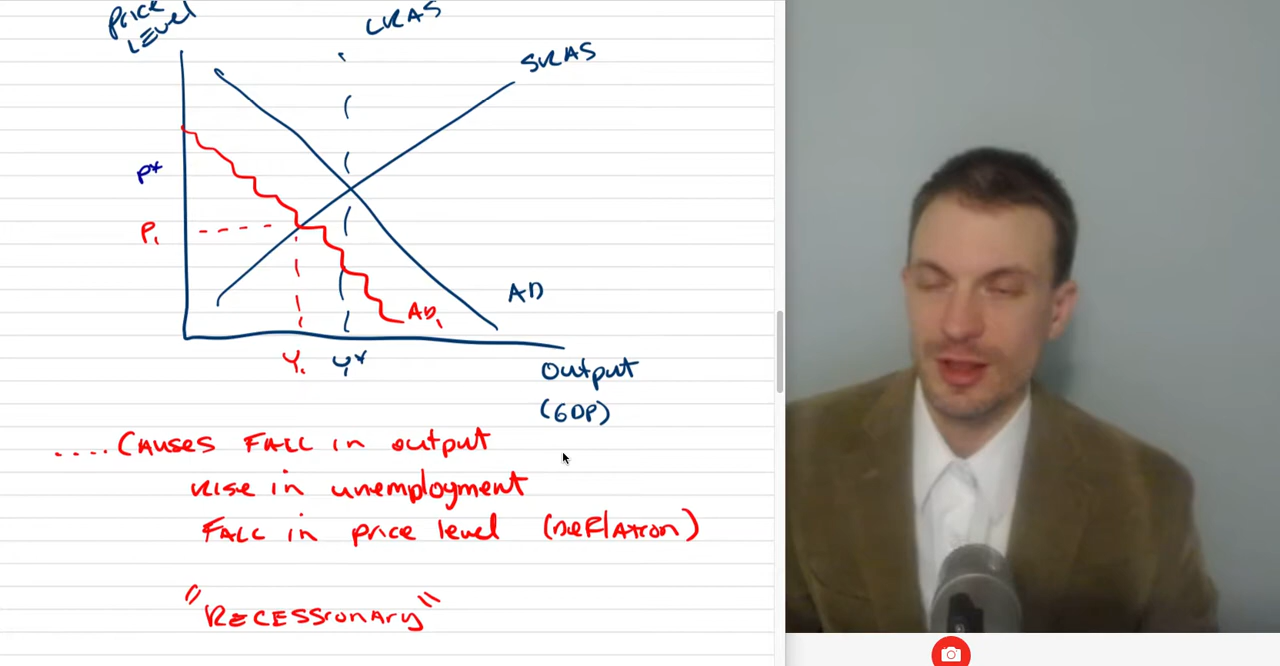 PRICE
LEVEL
LRAS
SRAS
P*
P1
AD
AD1
Y1
Y*
Output
(GDP)
.... CAUSES FALL in output
rise in unemployment
FALL in price level (DEFLATION)
"RECESSIONARY"